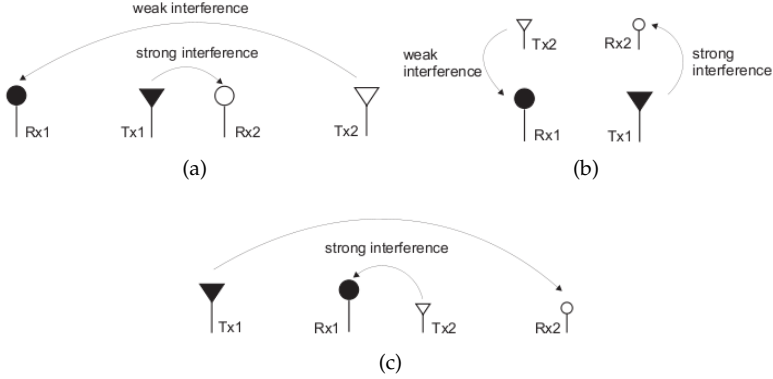 weak interference
strong interference
Rx1
Tx1
Rx2
Tx2
(a)
Tx2
Rx2
weak
interference
strong
interference
Rx1
Tx1
(b)
strong interference
Tx1
Rx1
Tx2
Rx2
(c)